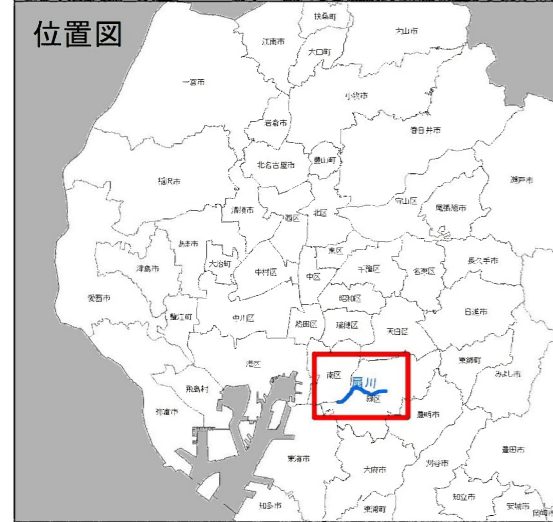 位置図
扶桑町
江南市
犬山市
大口町
一宮市
小牧市
岩倉市
春日井市
北名古屋市
豊山町
瀬戸市
稲沢市
守山区
尾張旭市
清須市
西区
北区
あま市
東区
津島市
大治町
中村区
中区
千種区
名東区
長久手市
愛西市
昭和区
蟹江町
中川区
熱田区
瑞穂区
天白区
日進市
港区
南区
東郷町
みよし市
扇川
飛島村
緑区
弥富市
豊明市
豊田市
東海市
大府市
刈谷市
知立市
知多市
東浦町
安城市
岡崎市